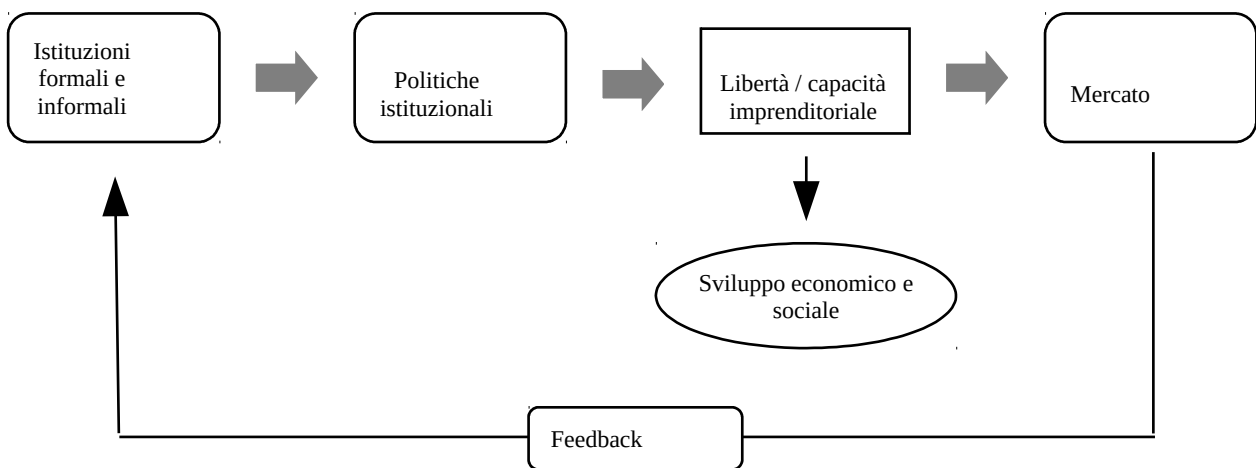 Istituzioni
formali e
informali
Politiche
istituzionali
Libertà / capacità
imprenditoriale
Mercato
Sviluppo economico e
sociale
Feedback